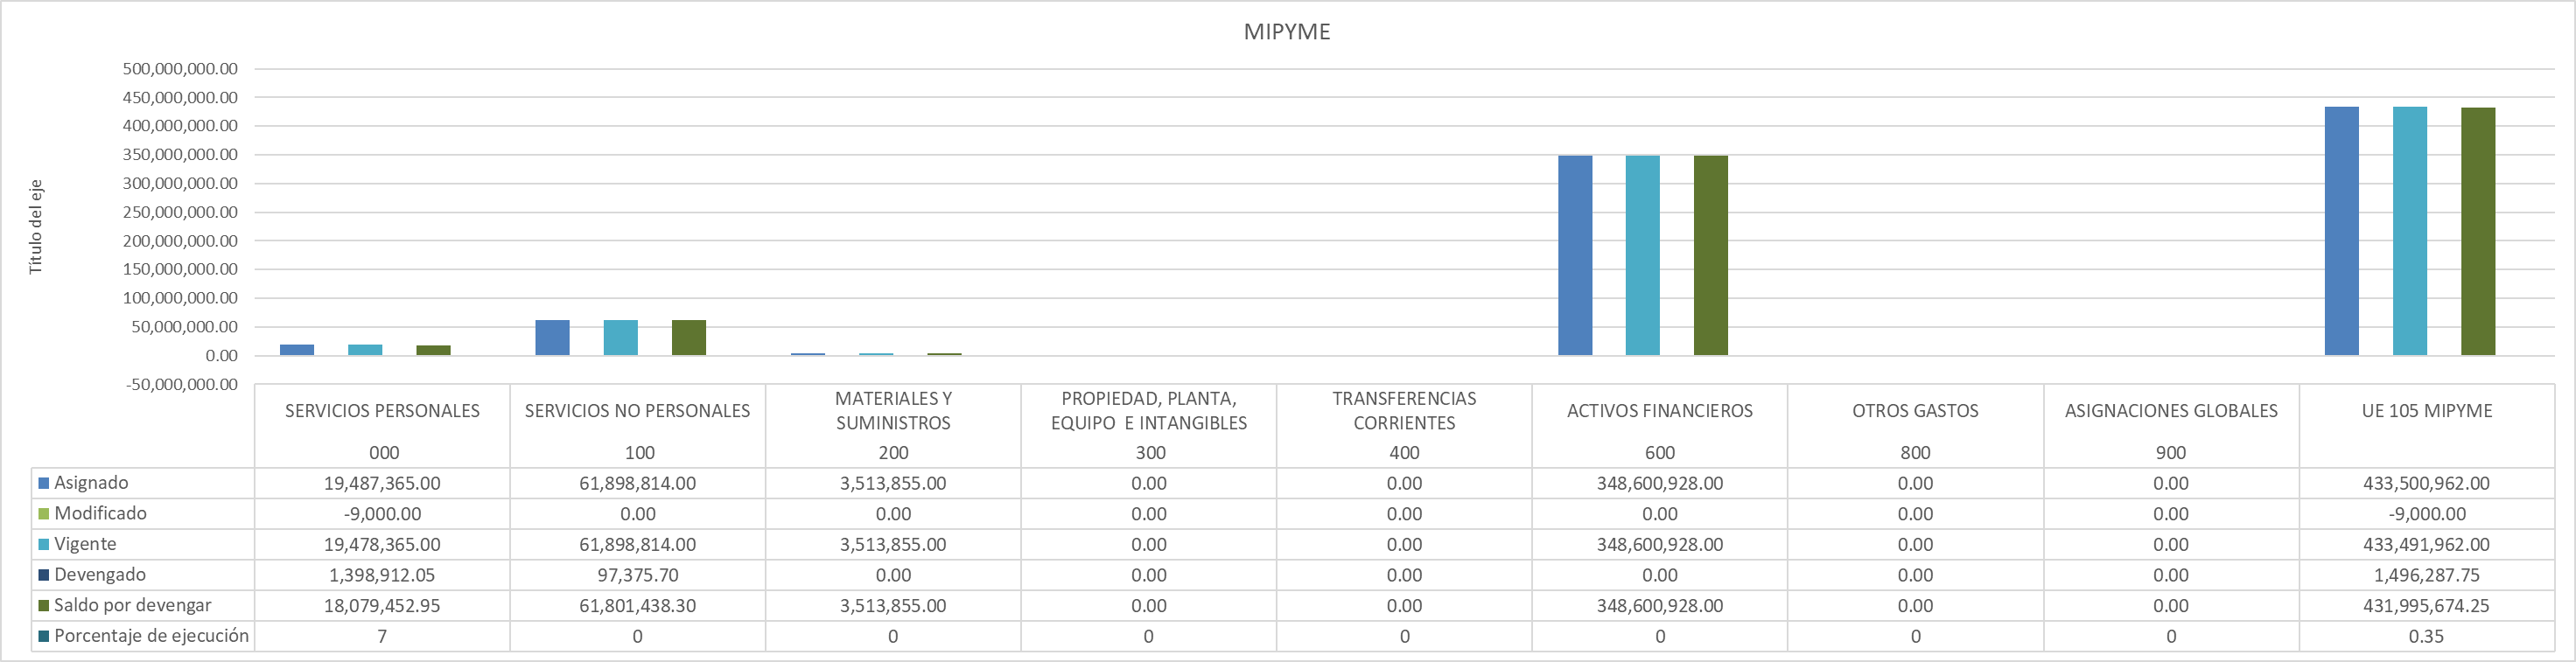 MIPYME
500,000,000.00
450,000,000.00
400,000,000.00
350,000,000.00
300,000,000.00
250,000,000.00
200,000,000.00
150,000,000.00
100,000,000.00
50,000,000.00
0.00
-50,000,000.00
Título del eje
SERVICIOS PERSONALES SERVICIOS NO PERSONALES MATERIALES Y SUMINISTROS PROPIEDAD, PLANTA, EQUIPO E INTANGIBLES TRANSFERENCIAS CORRIENTES ACTIVOS FINANCIEROS OTROS GASTOS ASIGNACIONES GLOBALES UE 105 MIPYME
000 100 200 300 400 600 800 900
Asignado 19,487,365.00 61,898,814.00 3,513,855.00 0.00 0.00 348,600,928.00 0.00 0.00 433,500,962.00
Modificado -9,000.00 0.00 0.00 0.00 0.00 0.00 0.00 0.00 -9,000.00
Vigente 19,478,365.00 61,898,814.00 3,513,855.00 0.00 0.00 348,600,928.00 0.00 0.00 433,491,962.00
Devengado 1,398,912.05 97,375.70 0.00 0.00 0.00 0.00 0.00 0.00 1,496,287.75
Saldo por devengar 18,079,452.95 61,801,438.30 3,513,855.00 0.00 0.00 348,600,928.00 0.00 0.00 431,995,674.25
Porcentaje de ejecución 7 0 0 0 0 0 0 0 0.35